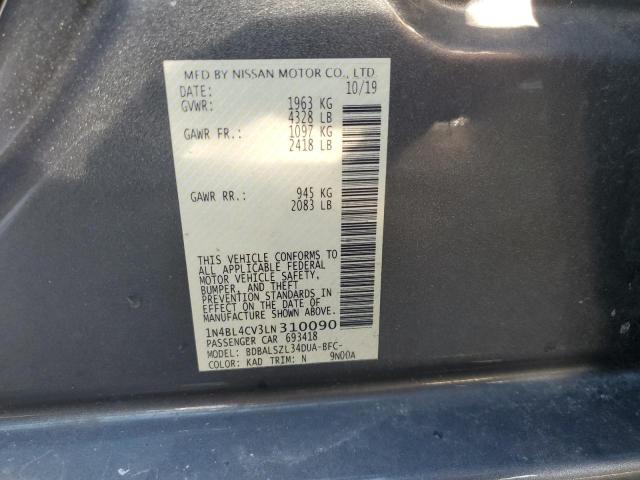 MFD BY NISSAN MOTOR CO., LTD
DATE: 10/19
GVWR: 1963 KG
4328 LB
GAWR FR.: 1097 KG
2418 LB
GAWR RR.: 945 KG
2083 LB
THIS VEHICLE CONFORMS TO
ALL APPLICABLE FEDERAL
MOTOR VEHICLE SAFETY,
BUMPER, AND THEFT
PREVENTION STANDARDS IN
EFFECT ON THE DATE OF
MANUFACTURE SHOWN ABOVE.
1N4BL4CV3LN310090
PASSENGER CAR 693418
MODEL: BDBALSZL34DUA-BFC-
COLOR: KAD TRIM: N 9N00A